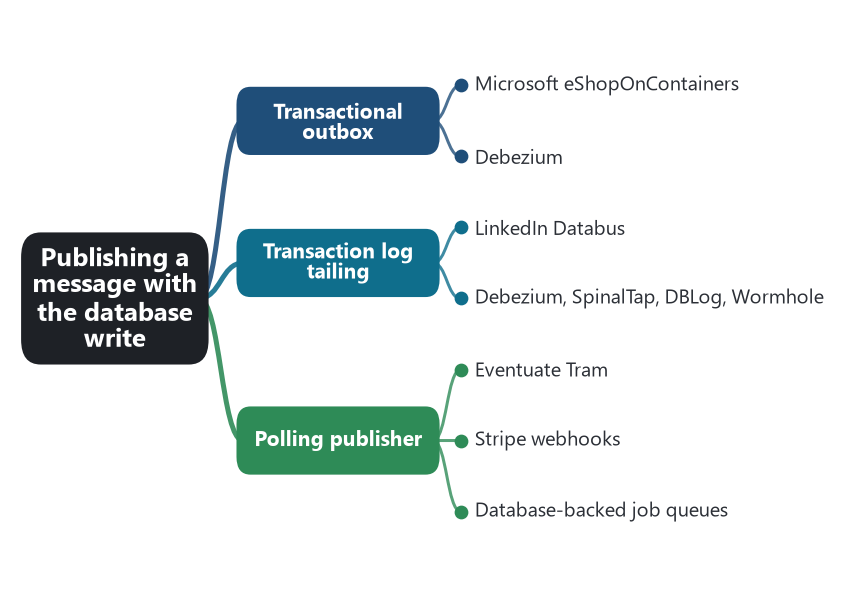 Publishing a
message with
the database
write
Transactional
outbox
Microsoft eShopOnContainers
Debezium
Transaction log
tailing
LinkedIn Databus
Debezium, SpinalTap, DBLog, Wormhole
Polling publisher
Eventuate Tram
Stripe webhooks
Database-backed job queues